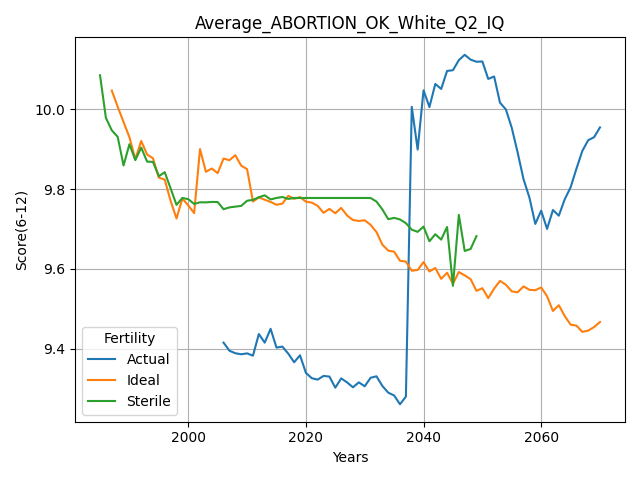 Average_ABORTION_OK_White_Q2_IQ
Score(6-12)
10.0
9.8
9.6
9.4
Fertility
Actual
Ideal
Sterile
2000
2020
2040
2060
Years